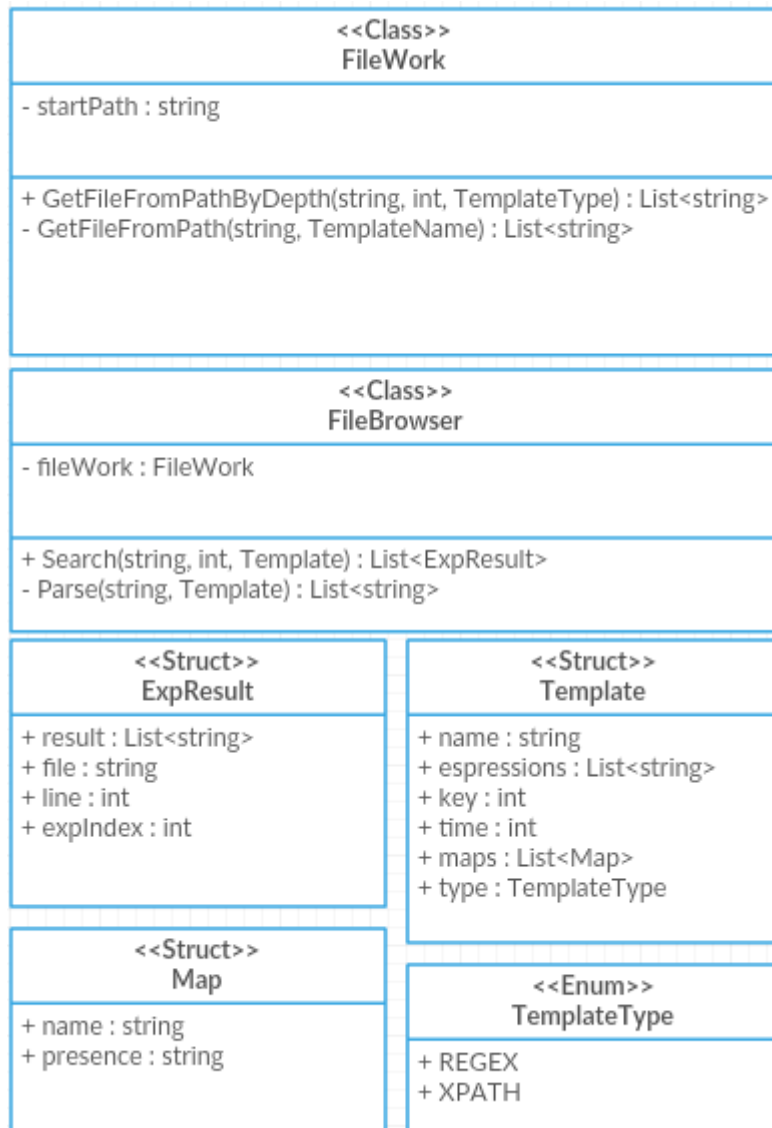 <<Class>>
FileWork
- startPath : string
+ GetFileFromPathByDepth(string, int, TemplateType) : List<string>
- GetFileFromPath(string, TemplateName) : List<string>
<<Class>>
FileBrowser
- fileWork : FileWork
+ Search(string, int, Template) : List<ExpResult>
- Parse(string, Template) : List<string>
<<Struct>>
ExpResult
+ result : List<string>
+ file : string
+ line : int
+ expIndex : int
<<Struct>>
Template
+ name : string
+ espressions : List<string>
+ key : int
+ time : int
+ maps : List<Map>
+ type : TemplateType
<<Struct>>
Map
+ name : string
+ presence : string
<<Enum>>
TemplateType
+ REGEX
+ XPATH